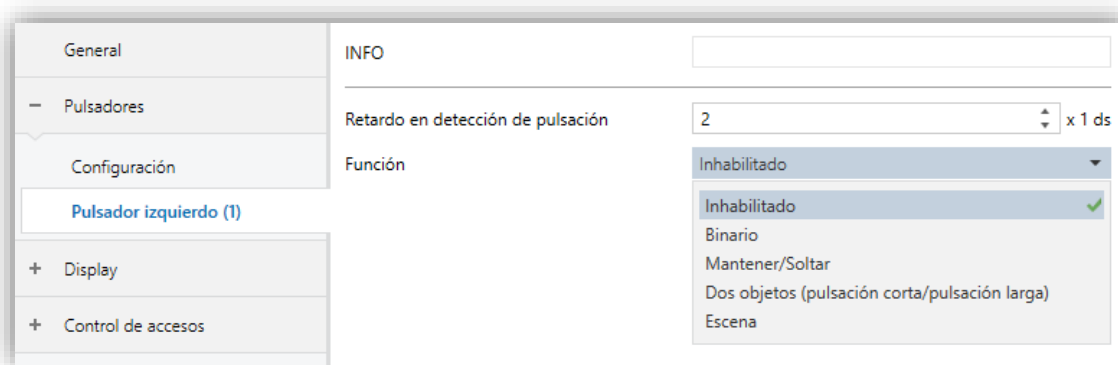 General
INFO
− Pulsadores
Retardo en detección de pulsación 2 x 1 ds
Configuración
Función Inhabilitado
Pulsador izquierdo (1)
Inhabilitado
Binario
Mantener/Soltar
Dos objetos (pulsación corta/pulsación larga)
Escena
+ Display
+ Control de accesos